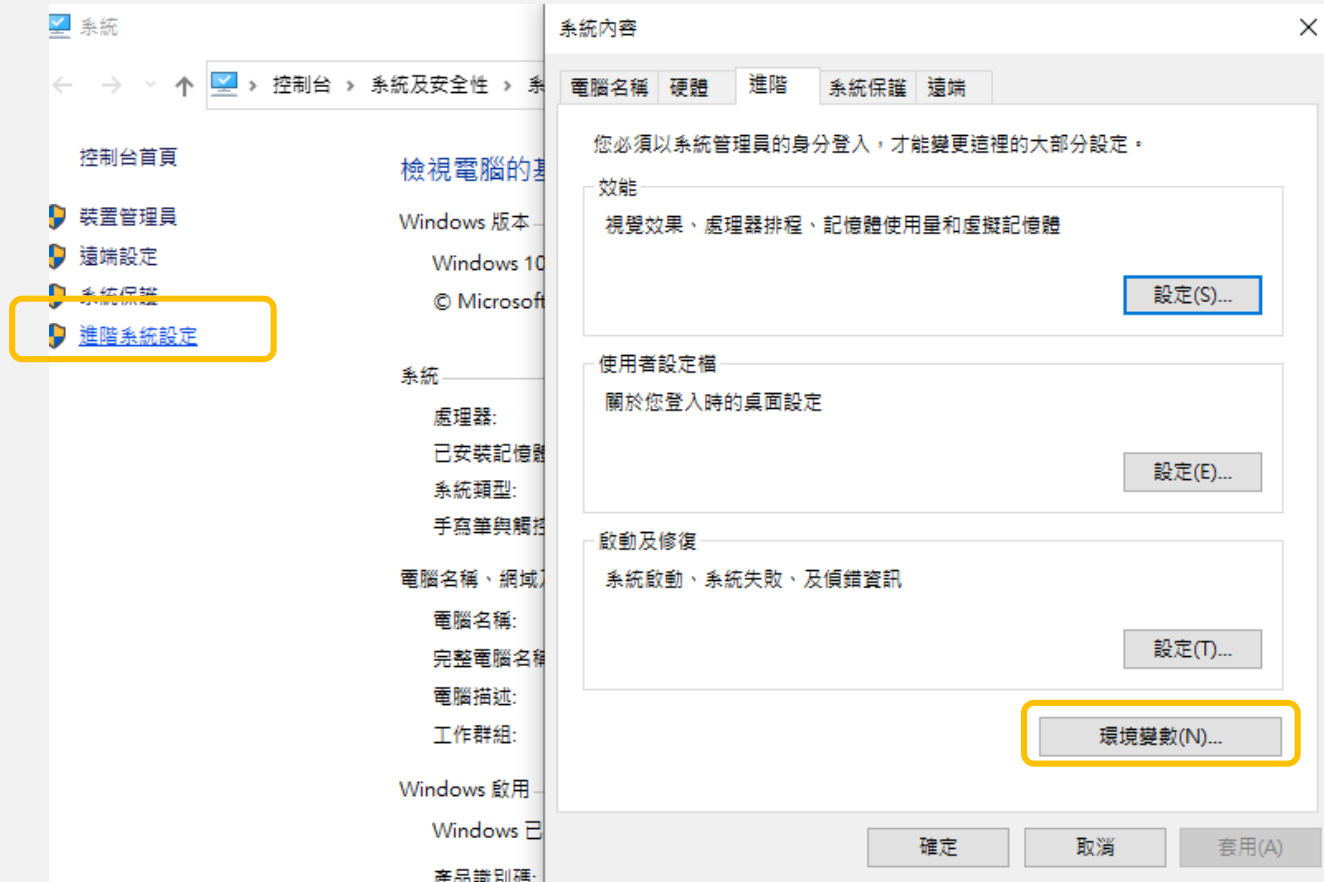 系統
控制台 › 系統及安全性 ›
控制台首頁
裝置管理員
遠端設定
系統保護
進階系統設定
檢視電腦的
Windows 版本
Windows 10
© Microsoft
系統
處理器:
已安裝記憶體
系統類型:
手寫筆與觸控
電腦名稱、網域
電腦名稱:
完整電腦名稱
電腦描述:
工作群組:
Windows 啟用
Windows 已
產品識別碼:
系統內容
電腦名稱 硬體 進階 系統保護 遠端
您必須以系統管理員的身分登入，才能變更這裡的大部分設定。
效能
視覺效果、處理器排程、記憶體使用量和虛擬記憶體
設定(S)...
使用者設定檔
關於您登入時的桌面設定
設定(E)...
啟動及修復
系統啟動、系統失敗、及偵錯資訊
設定(T)...
環境變數(N)...
確定 取消 套用(A)